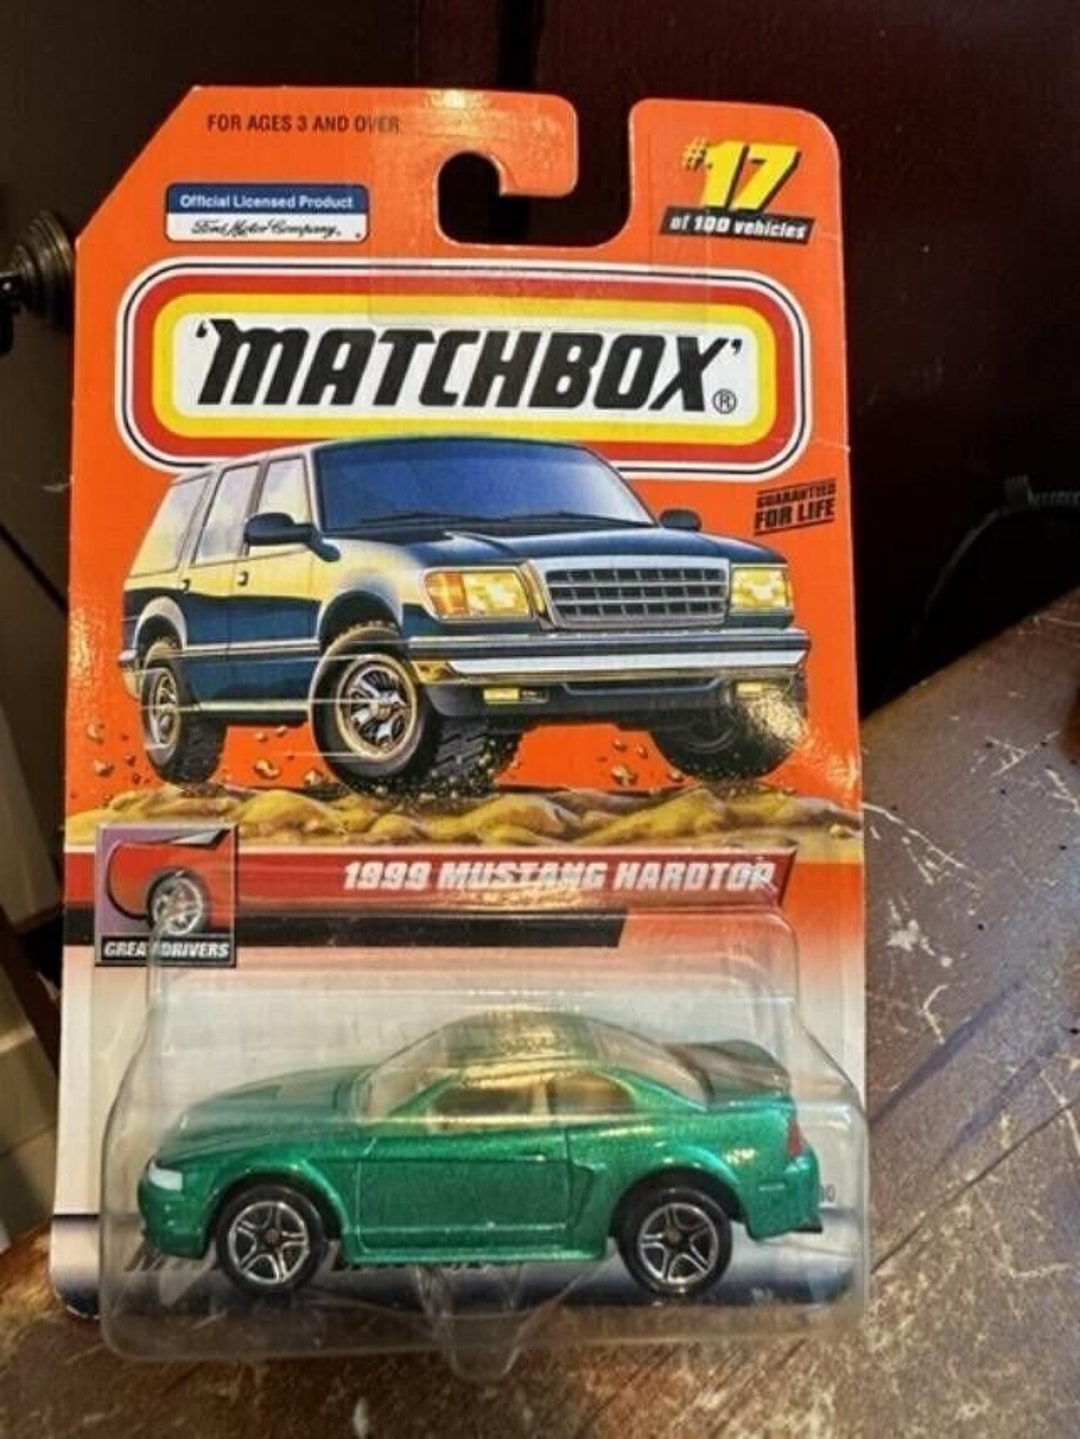 FOR AGES 3 AND OVER
#17
of 100 vehicles
Official Licensed Product
Ford Motor Company.
'MATCHBOX'®
GUARANTEED
FOR LIFE
1999 MUSTANG HARDTOP
GREAT DRIVERS